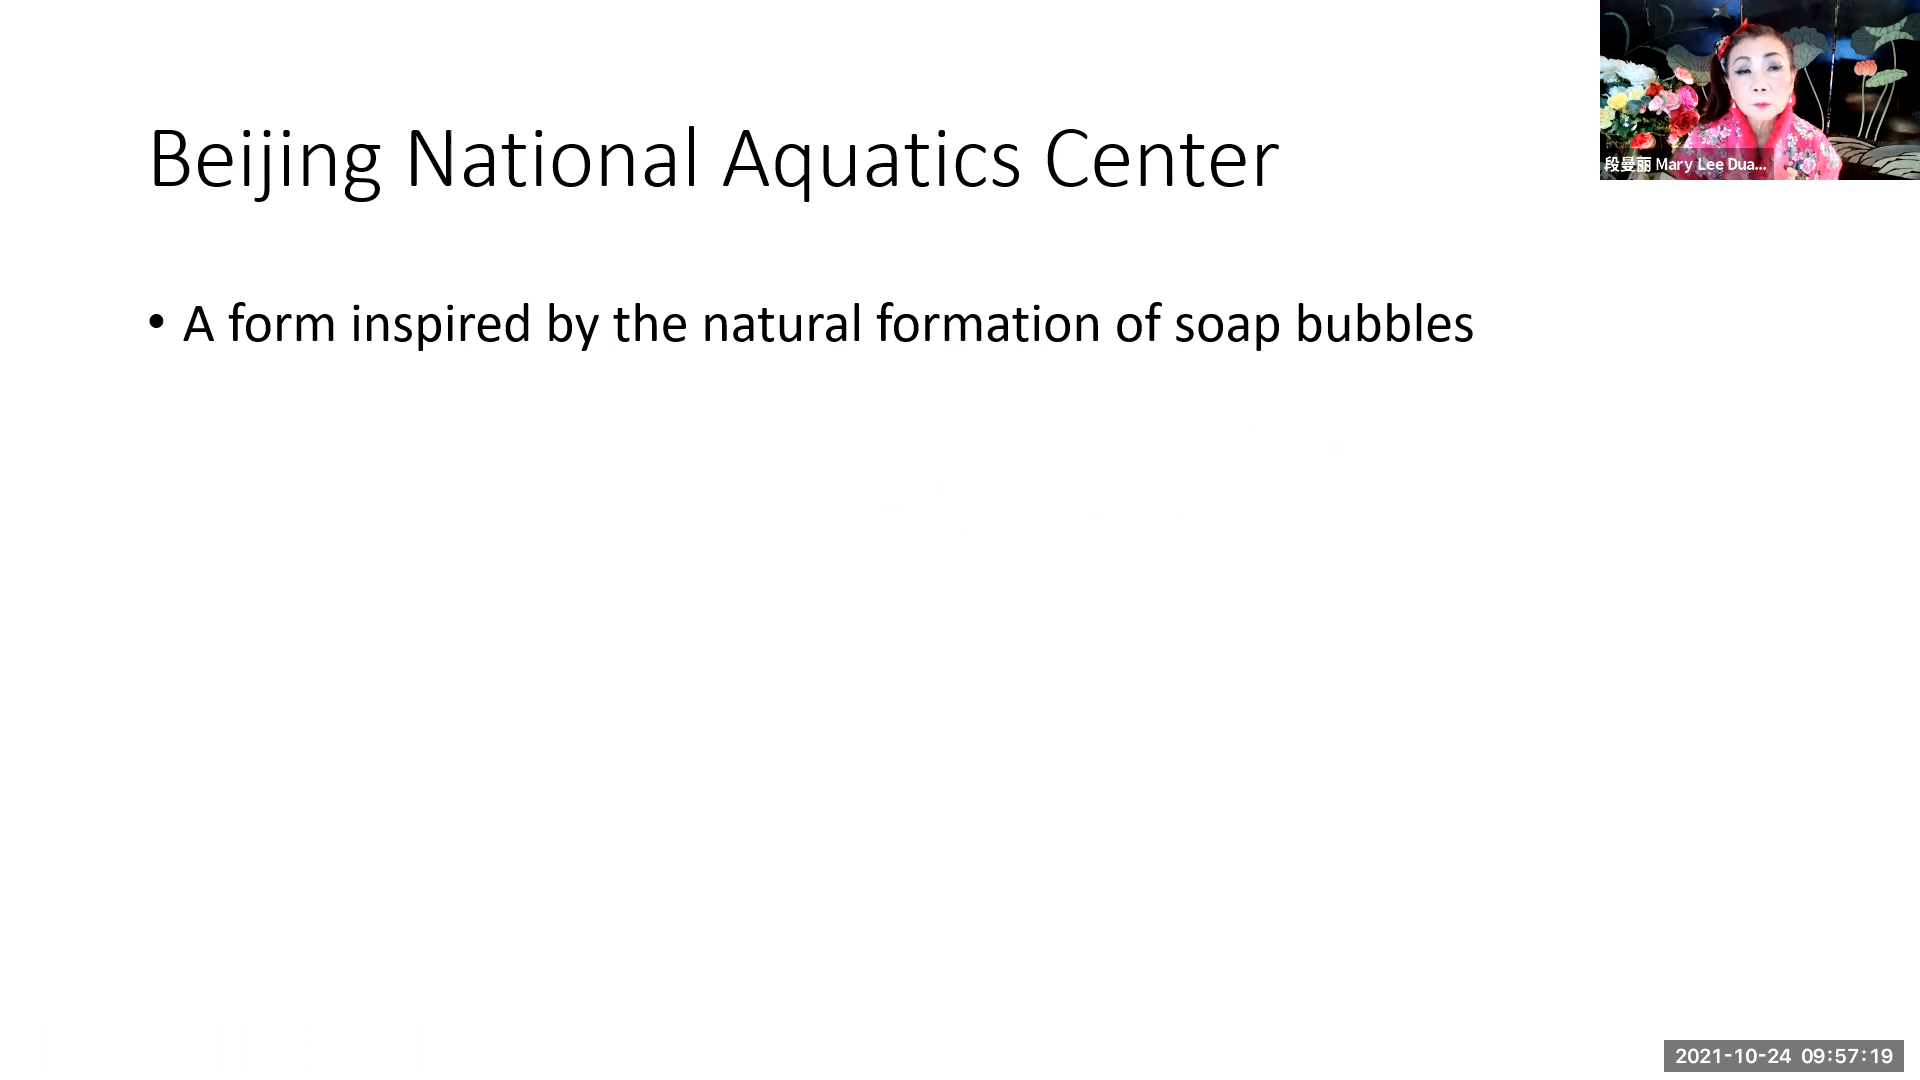 Beijing National Aquatics Center
• A form inspired by the natural formation of soap bubbles
段曼丽 Mary Lee Dua...
2021-10-24 09:57:19